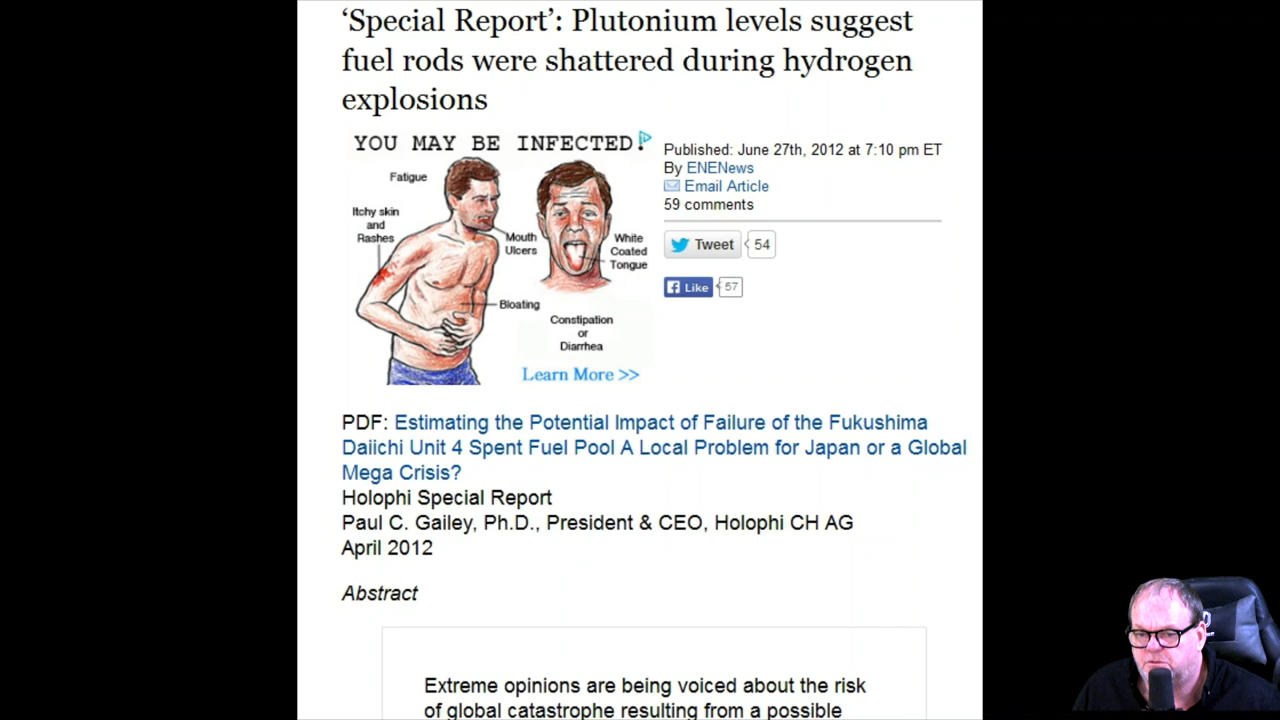 ‘Special Report’: Plutonium levels suggest
fuel rods were shattered during hydrogen
explosions
YOU MAY BE INFECTED!
Fatigue
Itchy skin
and
Rashes
Mouth
Ulcers
White
Coated
Tongue
Bloating
Constipation
or
Diarrhea
Learn More >>
Published: June 27th, 2012 at 7:10 pm ET
By ENENews
Email Article
59 comments
Tweet 54
Like 57
PDF: Estimating the Potential Impact of Failure of the Fukushima
Daiichi Unit 4 Spent Fuel Pool A Local Problem for Japan or a Global
Mega Crisis?
Holophi Special Report
Paul C. Gailey, Ph.D., President & CEO, Holophi CH AG
April 2012
Abstract
Extreme opinions are being voiced about the risk
of global catastrophe resulting from a possible